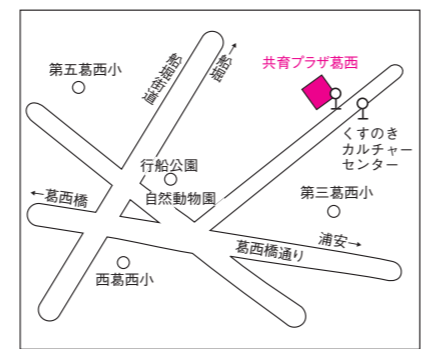 第五葛西小
船堀街道
船堀→
共育プラザ葛西
くすのき
カルチャー
センター
行船公園
自然動物園
←葛西橋
第三葛西小
浦安→
葛西橋通り
西葛西小